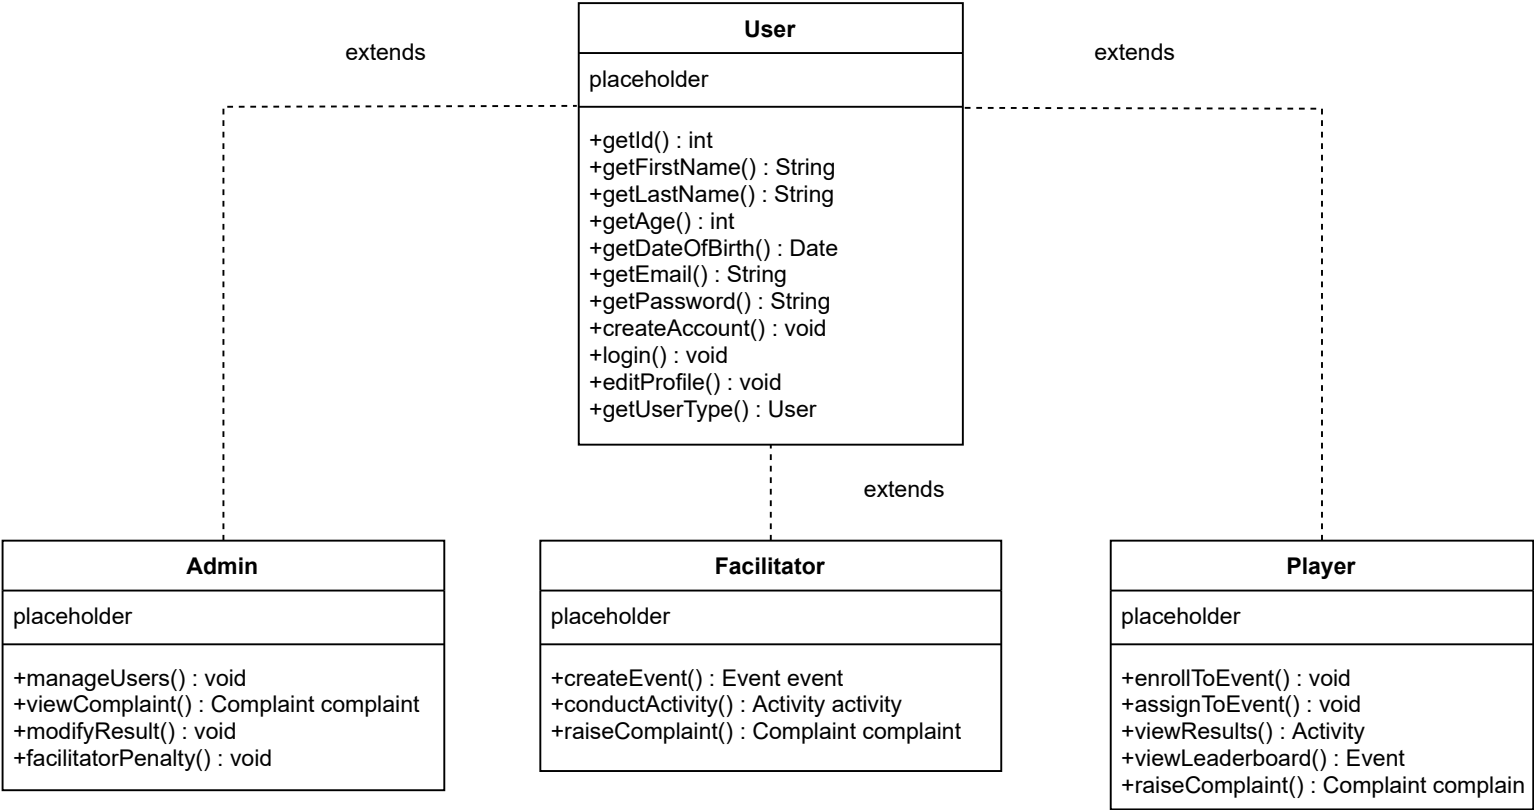 User
extends
extends
placeholder
+getId() : int
+getFirstName() : String
+getLastName() : String
+getAge() : int
+getDateOfBirth() : Date
+getEmail() : String
+getPassword() : String
+createAccount() : void
+login() : void
+editProfile() : void
+getUserType() : User
extends
Admin
placeholder
+manageUsers() : void
+viewComplaint() : Complaint complaint
+modifyResult() : void
+facilitatorPenalty() : void
Facilitator
placeholder
+createEvent() : Event event
+conductActivity() : Activity activity
+raiseComplaint() : Complaint complaint
Player
placeholder
+enrollToEvent() : void
+assignToEvent() : void
+viewResults() : Activity
+viewLeaderboard() : Event
+raiseComplaint() : Complaint complain